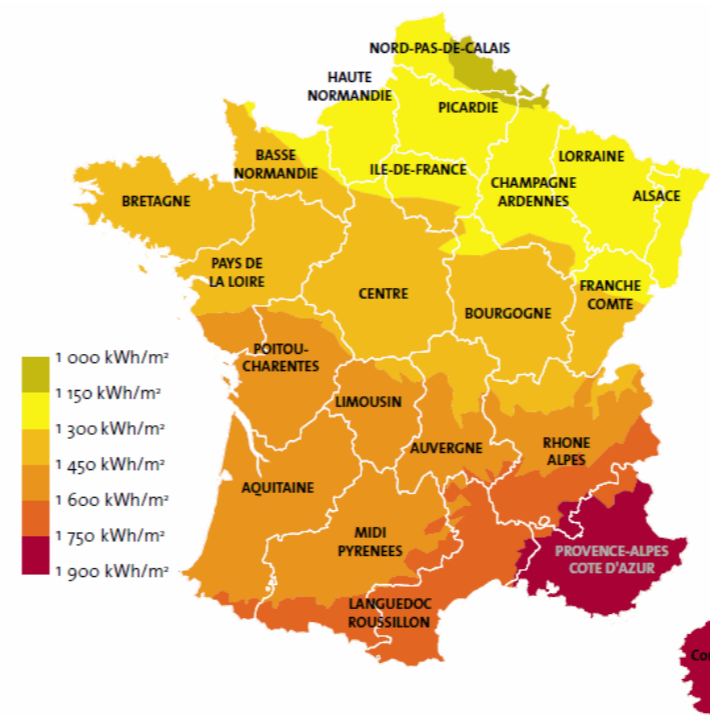 NORD-PAS-DE-CALAIS
HAUTE
NORMANDIE
PICARDIE
BASSE
NORMANDIE
ILE-DE-FRANCE
LORRAINE
CHAMPAGNE
ARDENNES
ALSACE
BRETAGNE
PAYS DE
LA LOIRE
CENTRE
BOURGOGNE
FRANCHE
COMTE
POITOU-
CHARENTES
LIMOUSIN
AUVERGNE
RHONE
ALPES
AQUITAINE
MIDI
PYRENEES
PROVENCE-ALPES
COTE D'AZUR
LANGUEDOC
ROUSSILLON
1 000 kWh/m²
1 150 kWh/m²
1 300 kWh/m²
1 450 kWh/m²
1 600 kWh/m²
1 750 kWh/m²
1 900 kWh/m²